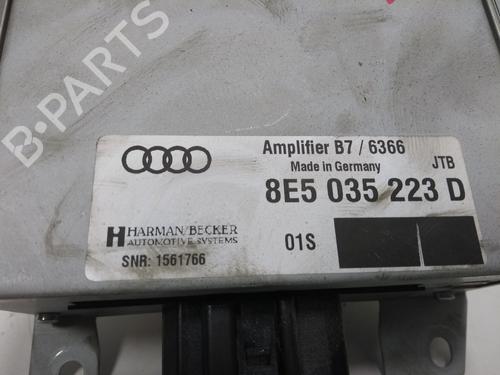 B-PARTS
Amplifier B7 / 6366
Made in Germany
JTB
8E5 035 223 D
HARMAN/BECKER
AUTOMOTIVE SYSTEMS
01S
SNR: 1561766